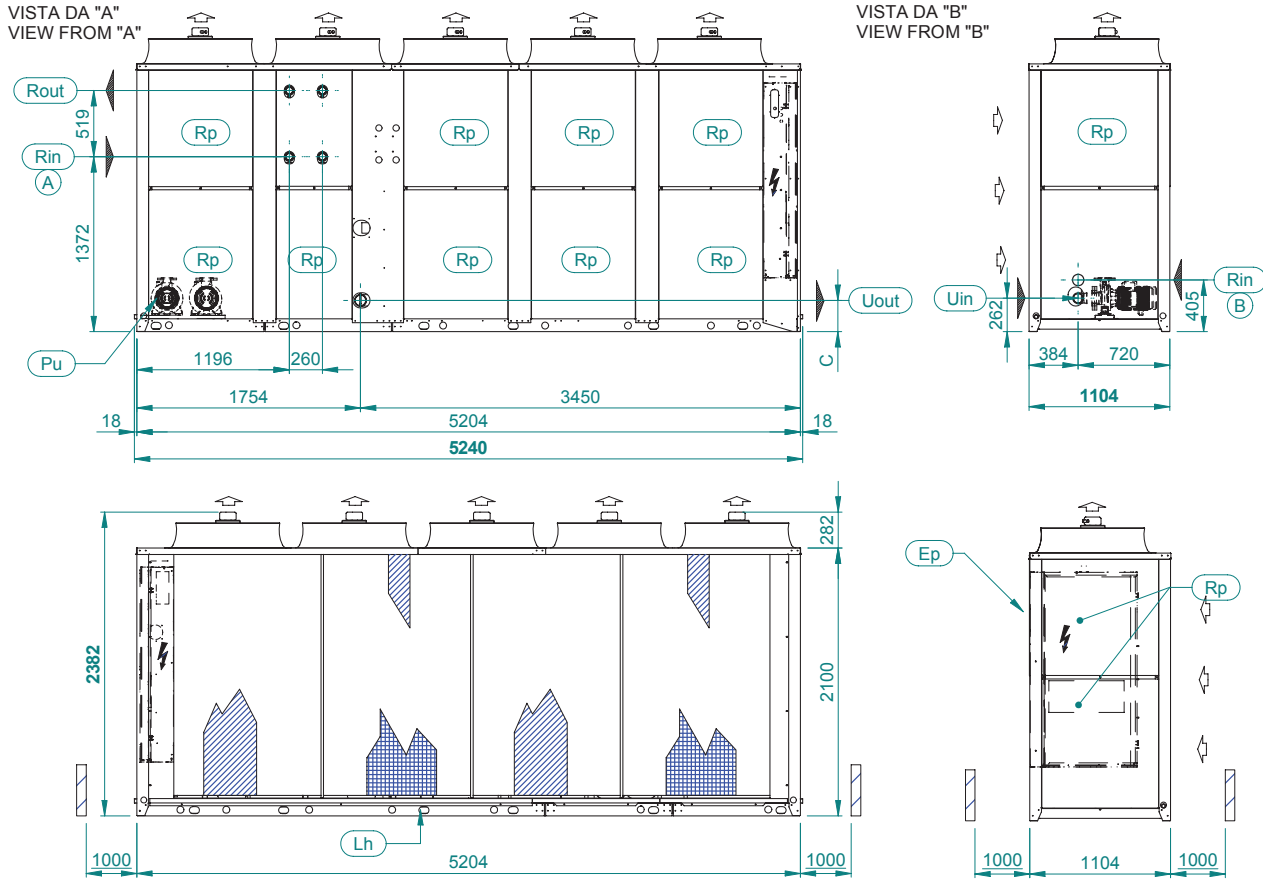 VISTA DA "A"
VIEW FROM "A"
VISTA DA "B"
VIEW FROM "B"
Rout
519
Rin
A
1372
Rp
Rp
Rp
Rp
Rp
Rp
Rp
Rp
Rp
Pu
Uout
C
1196
260
1754
3450
18
5204
18
5240
Rp
Uin
262
Rin
B
405
384
720
1104
2382
282
2100
Lh
1000
5204
1000
Ep
Rp
1000
1104
1000